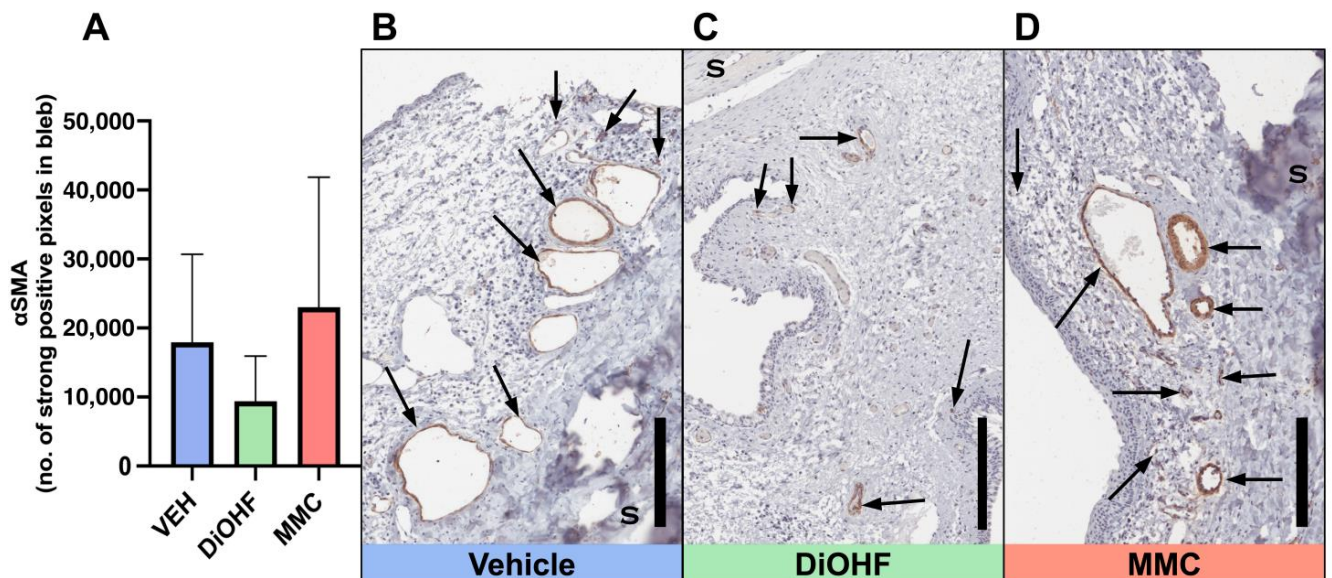 A
B
C
D
αSMA
(no. of strong positive pixels in bleb)
50,000
40,000
30,000
20,000
10,000
0
VEH
DiOHF
MMC
S
S
S
Vehicle
DiOHF
MMC